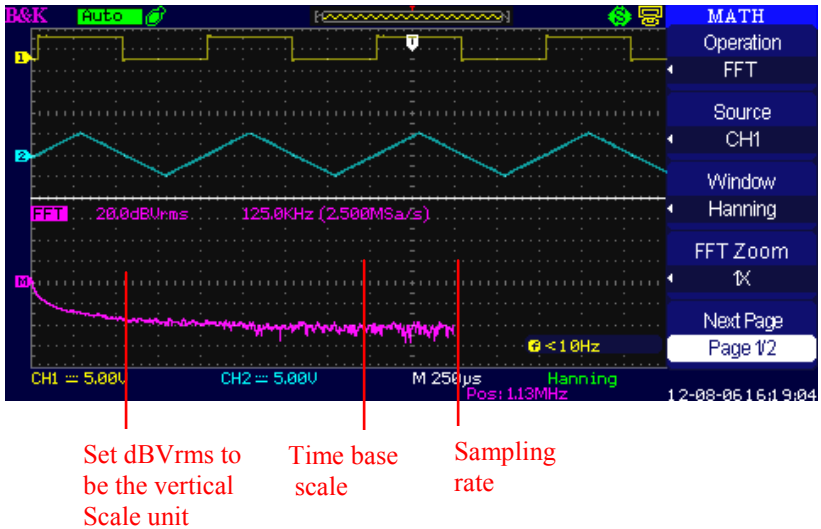 B&K Auto MATH
Operation
FFT
T
1
Source
CH1
2
Window
Hanning
FFT 20.0dBVrms 125.0KHz (2.500MSa/s)
FFT Zoom
1X
M
Next Page
Page 1/2
f <10Hz
CH1 5.00V CH2 5.00V M 250µs Hanning
Pos: 1.13MHz
12-08-06 16:19:04
Set dBVrms to
be the vertical
Scale unit
Time base
scale
Sampling
rate